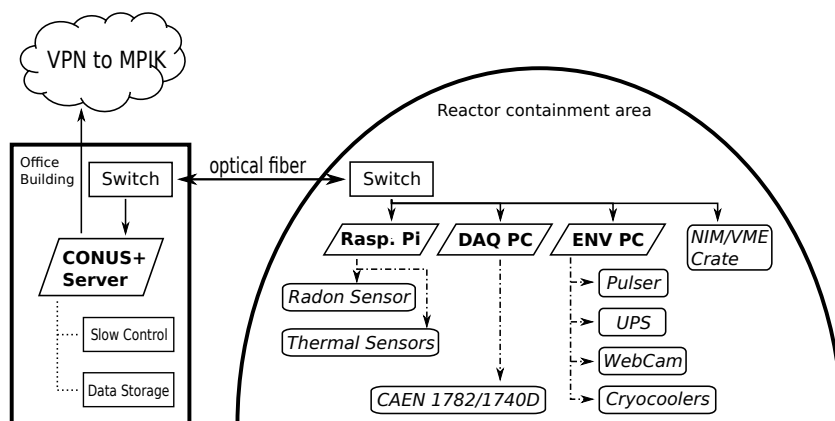 VPN to MPIK
Reactor containment area
Office
Building
Switch
optical fiber
Switch
CONUS+
Server
Rasp. Pi
DAQ PC
ENV PC
NIM/VME
Crate
Radon Sensor
Pulser
Slow Control
Thermal Sensors
UPS
WebCam
Data Storage
CAEN 1782/1740D
Cryocoolers